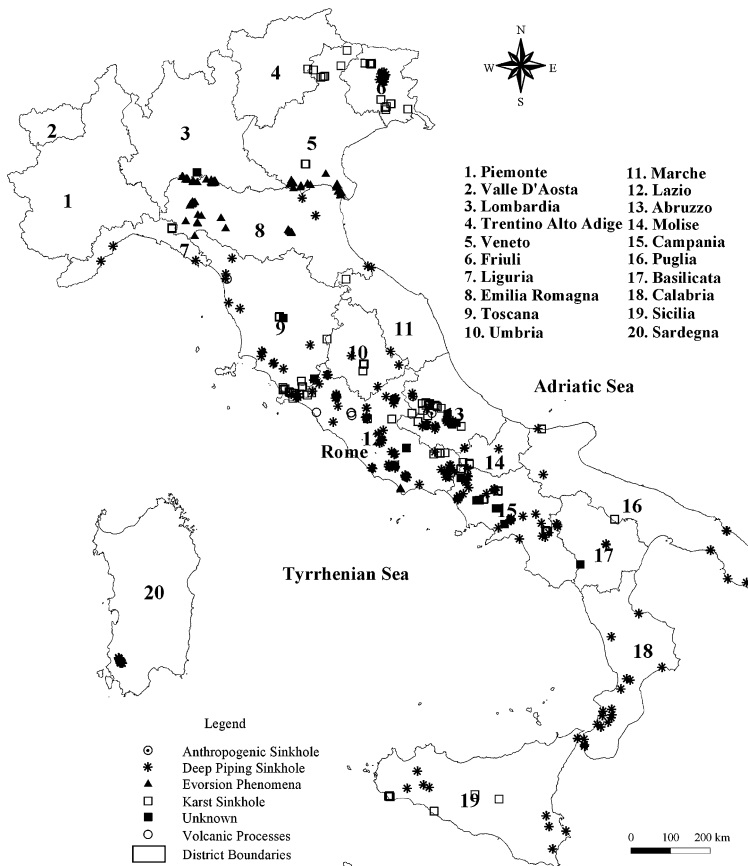 N
W E
S
4
6
2
3
5
1
8
7
1. Piemonte
2. Valle D'Aosta
3. Lombardia
4. Trentino Alto Adige
5. Veneto
6. Friuli
7. Liguria
8. Emilia Romagna
9. Toscana
10. Umbria
11. Marche
12. Lazio
13. Abruzzo
14. Molise
15. Campania
16. Puglia
17. Basilicata
18. Calabria
19. Sicilia
20. Sardegna
9
11
10
Adriatic Sea
13
12
Rome
14
15
16
17
Tyrrhenian Sea
20
18
19
Legend
Anthropogenic Sinkhole
Deep Piping Sinkhole
Evorsion Phenomena
Karst Sinkhole
Unknown
Volcanic Processes
District Boundaries
0 100 200 km